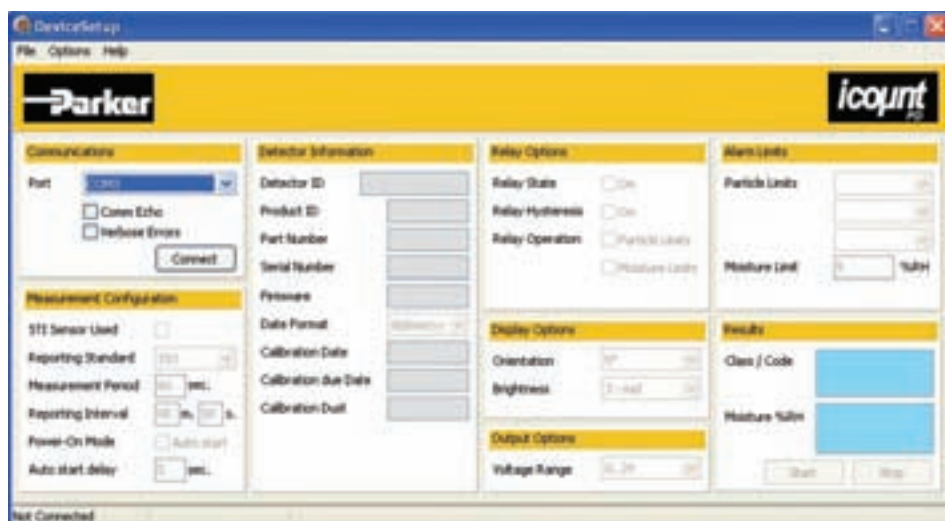 DeviceSetup
File Options Help
Parker
icount
PD
Communications
Port
Comm Echo
Verbose Errors
Connect
Measurement Configuration
STI Sensor Used
Reporting Standard
Measurement Period sec.
Reporting Interval m. s.
Power-On Mode Auto start
Auto start delay sec.
Detector Information
Detector ID
Product ID
Part Number
Serial Number
Firmware
Date Format
Calibration Date
Calibration due Date
Calibration Dust
Relay Options
Relay State On
Relay Hysteresis On
Relay Operation Particle Limits
Moisture Limits
Display Options
Orientation
Brightness
Output Options
Voltage Range
Alarm Limits
Particle Limits
Moisture Limit %RH
Results
Class / Code
Moisture %RH
Start Stop
Not Connected